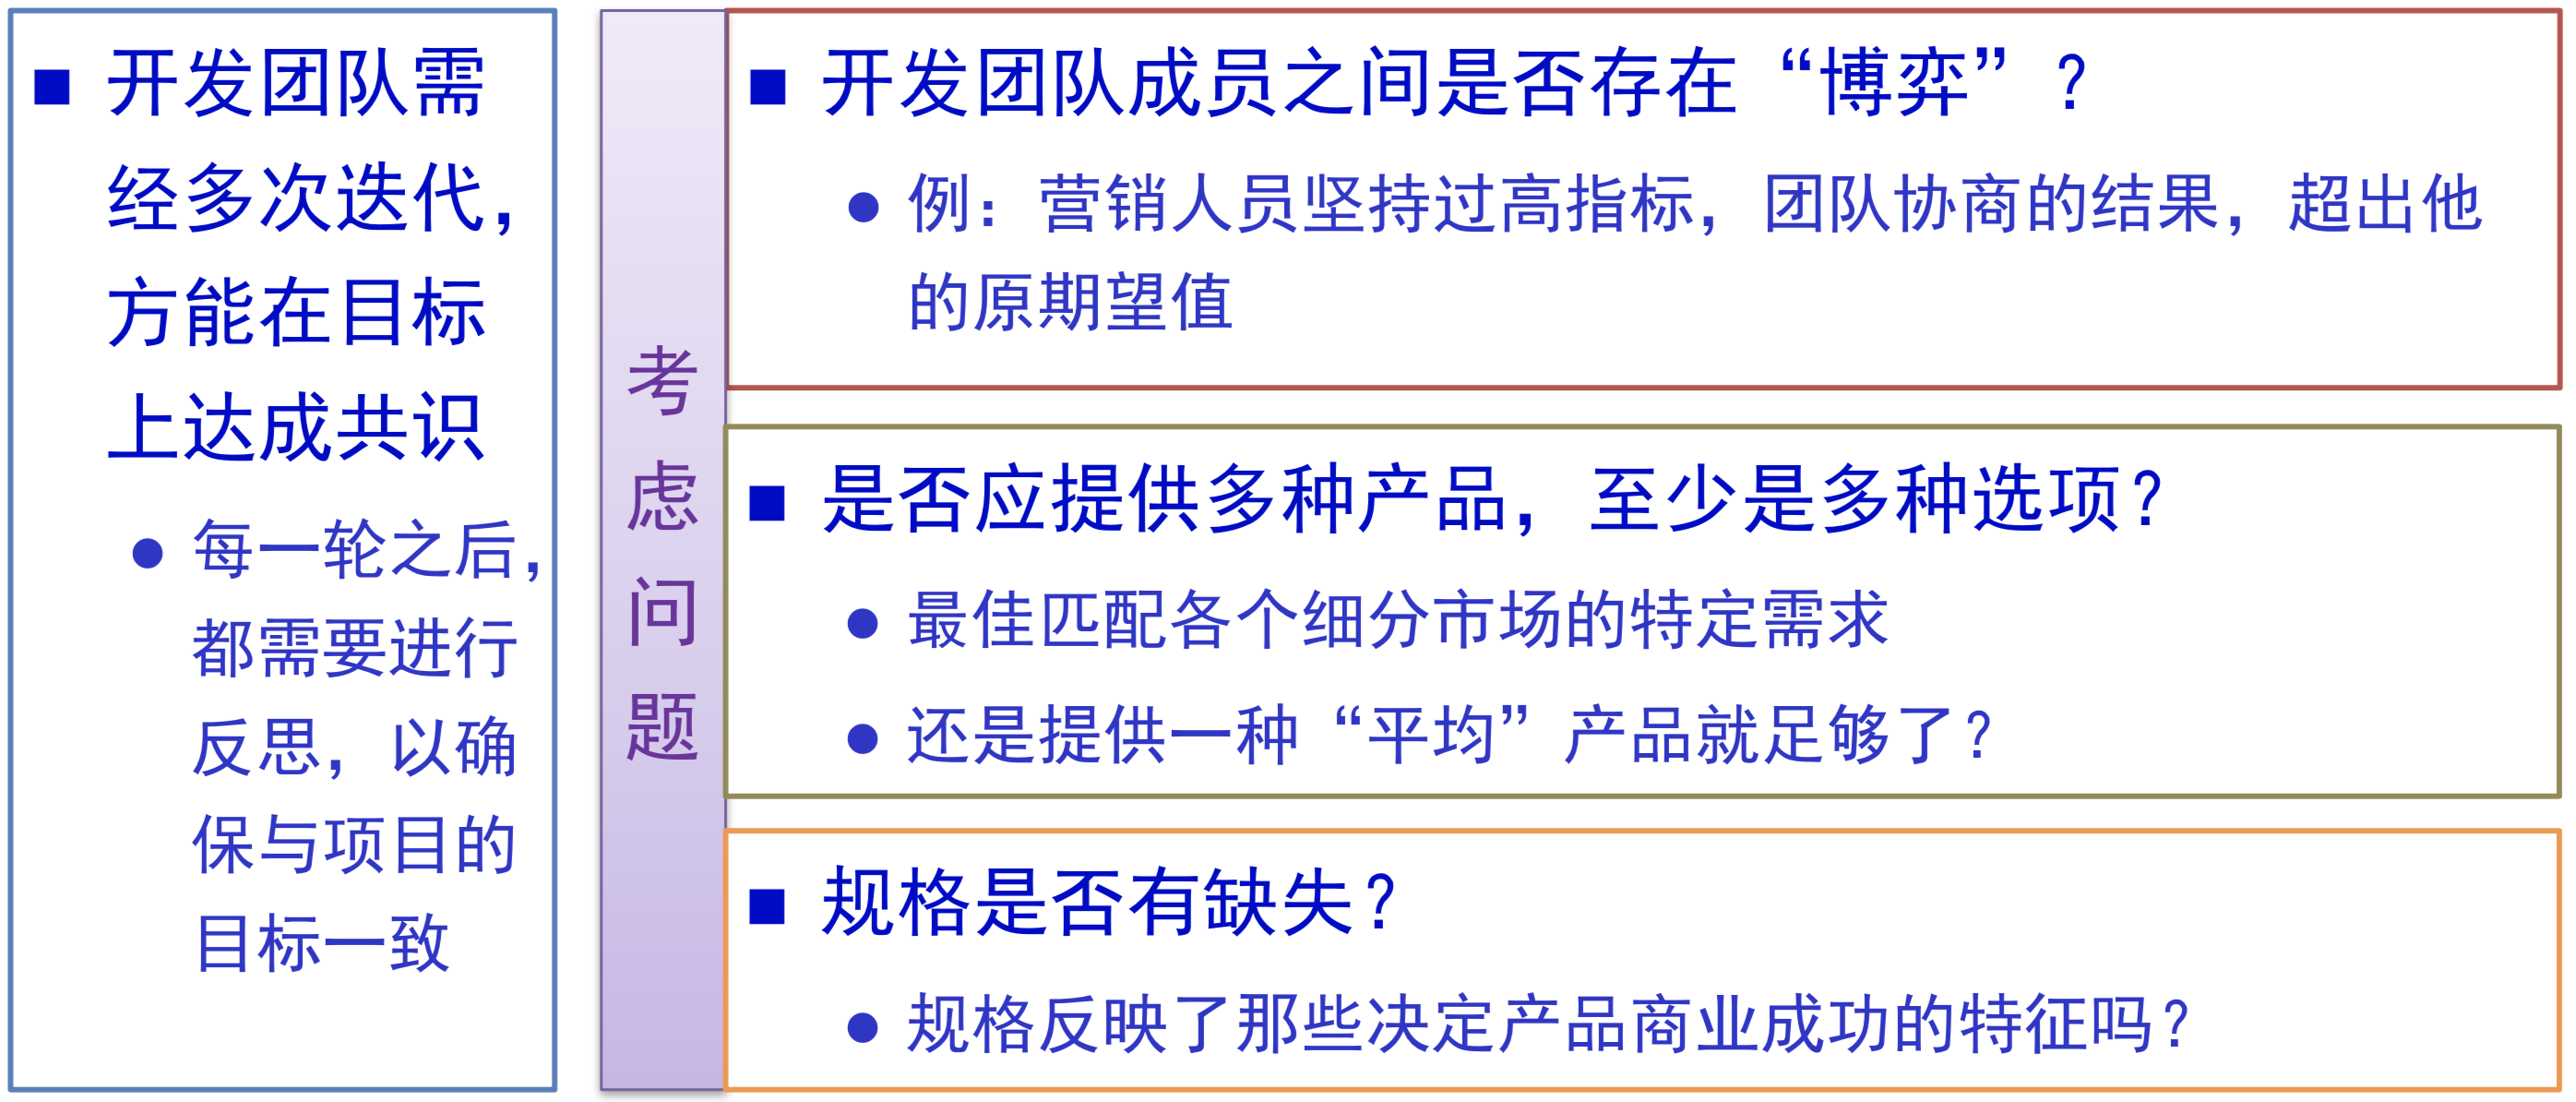 ■ 开发团队需
经多次迭代，
方能在目标
上达成共识
● 每一轮之后，
都需要进行
反思，以确
保与项目的
目标一致
考
虑
问
题
■ 开发团队成员之间是否存在“博弈”？
● 例：营销人员坚持过高指标，团队协商的结果，超出他
的原期望值
■ 是否应提供多种产品，至少是多种选项？
● 最佳匹配各个细分市场的特定需求
● 还是提供一种“平均”产品就足够了？
■ 规格是否有缺失？
● 规格反映了那些决定产品商业成功的特征吗？